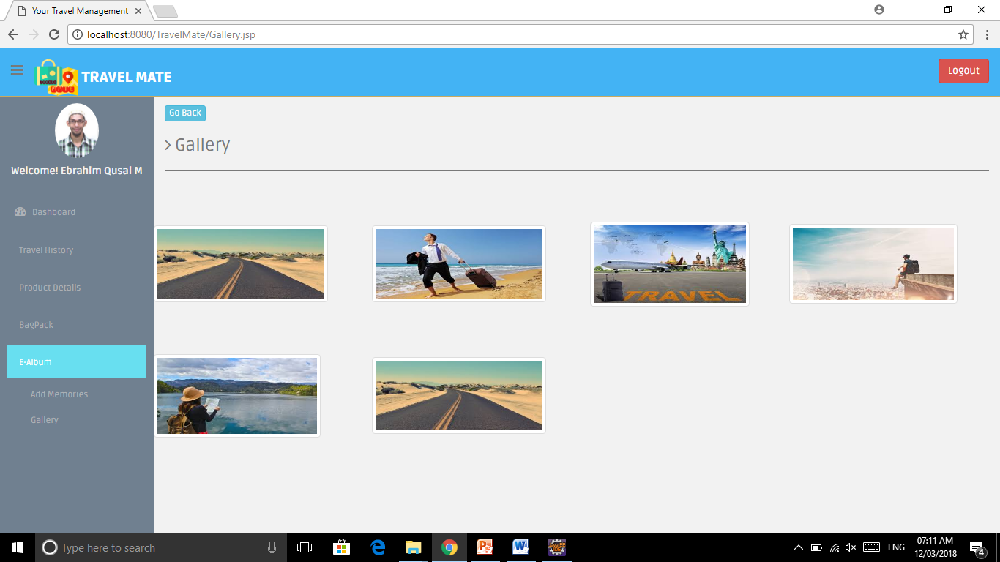 Your Travel Management
localhost:8080/TravelMate/Gallery.jsp
TRAVEL MATE
Logout
Go Back
Gallery
Welcome! Ebrahim Qusai M
Dashboard
Travel History
Product Details
BagPack
E-Album
Add Memories
Gallery
TRAVEL
Type here to search
ENG
07:11 AM
12/03/2018
4